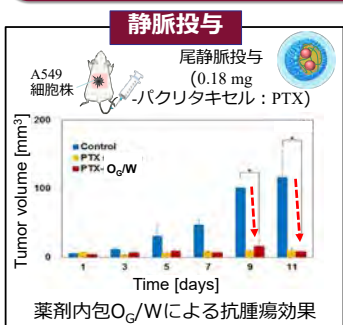 静脈投与
A549
細胞株
尾静脈投与
(0.18 mg
-パクリタキセル：PTX)
Tumor volume [mm³]
200
100
0
Control
PTX
PTX- O_G/W
*
*
1 3 5 7 9 11
Time [days]
薬剤内包O_G/Wによる抗腫瘍効果